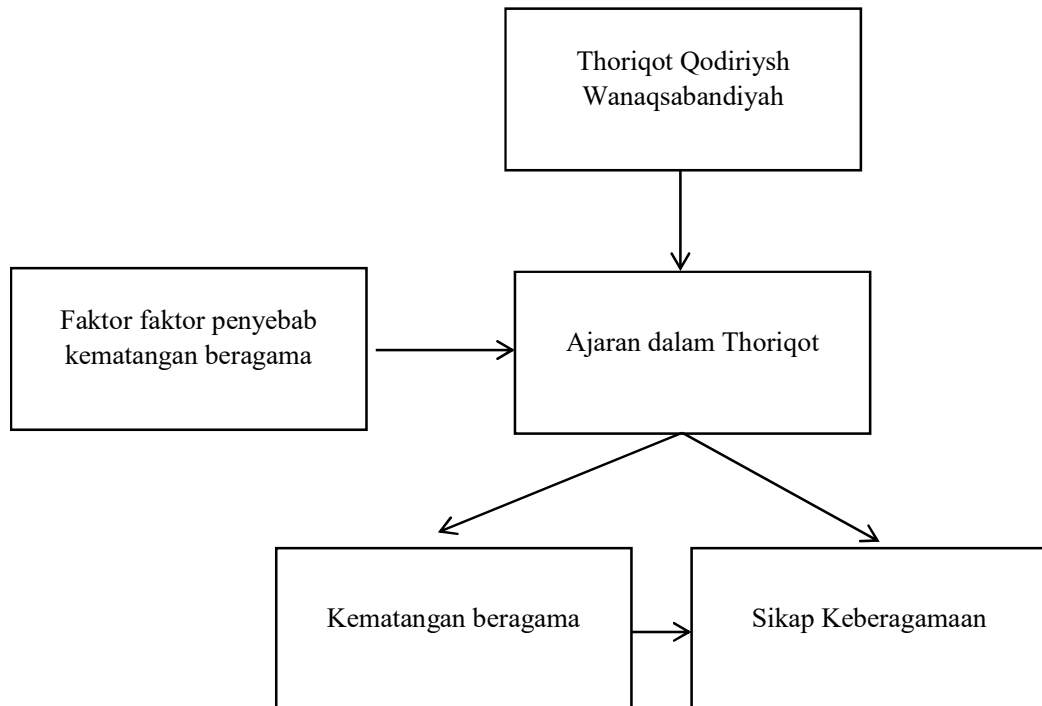 Thoriqot Qodiriysh
Wanaqsabandiyah
Faktor faktor penyebab
kematangan beragama
Ajaran dalam Thoriqot
Kematangan beragama
Sikap Keberagamaan